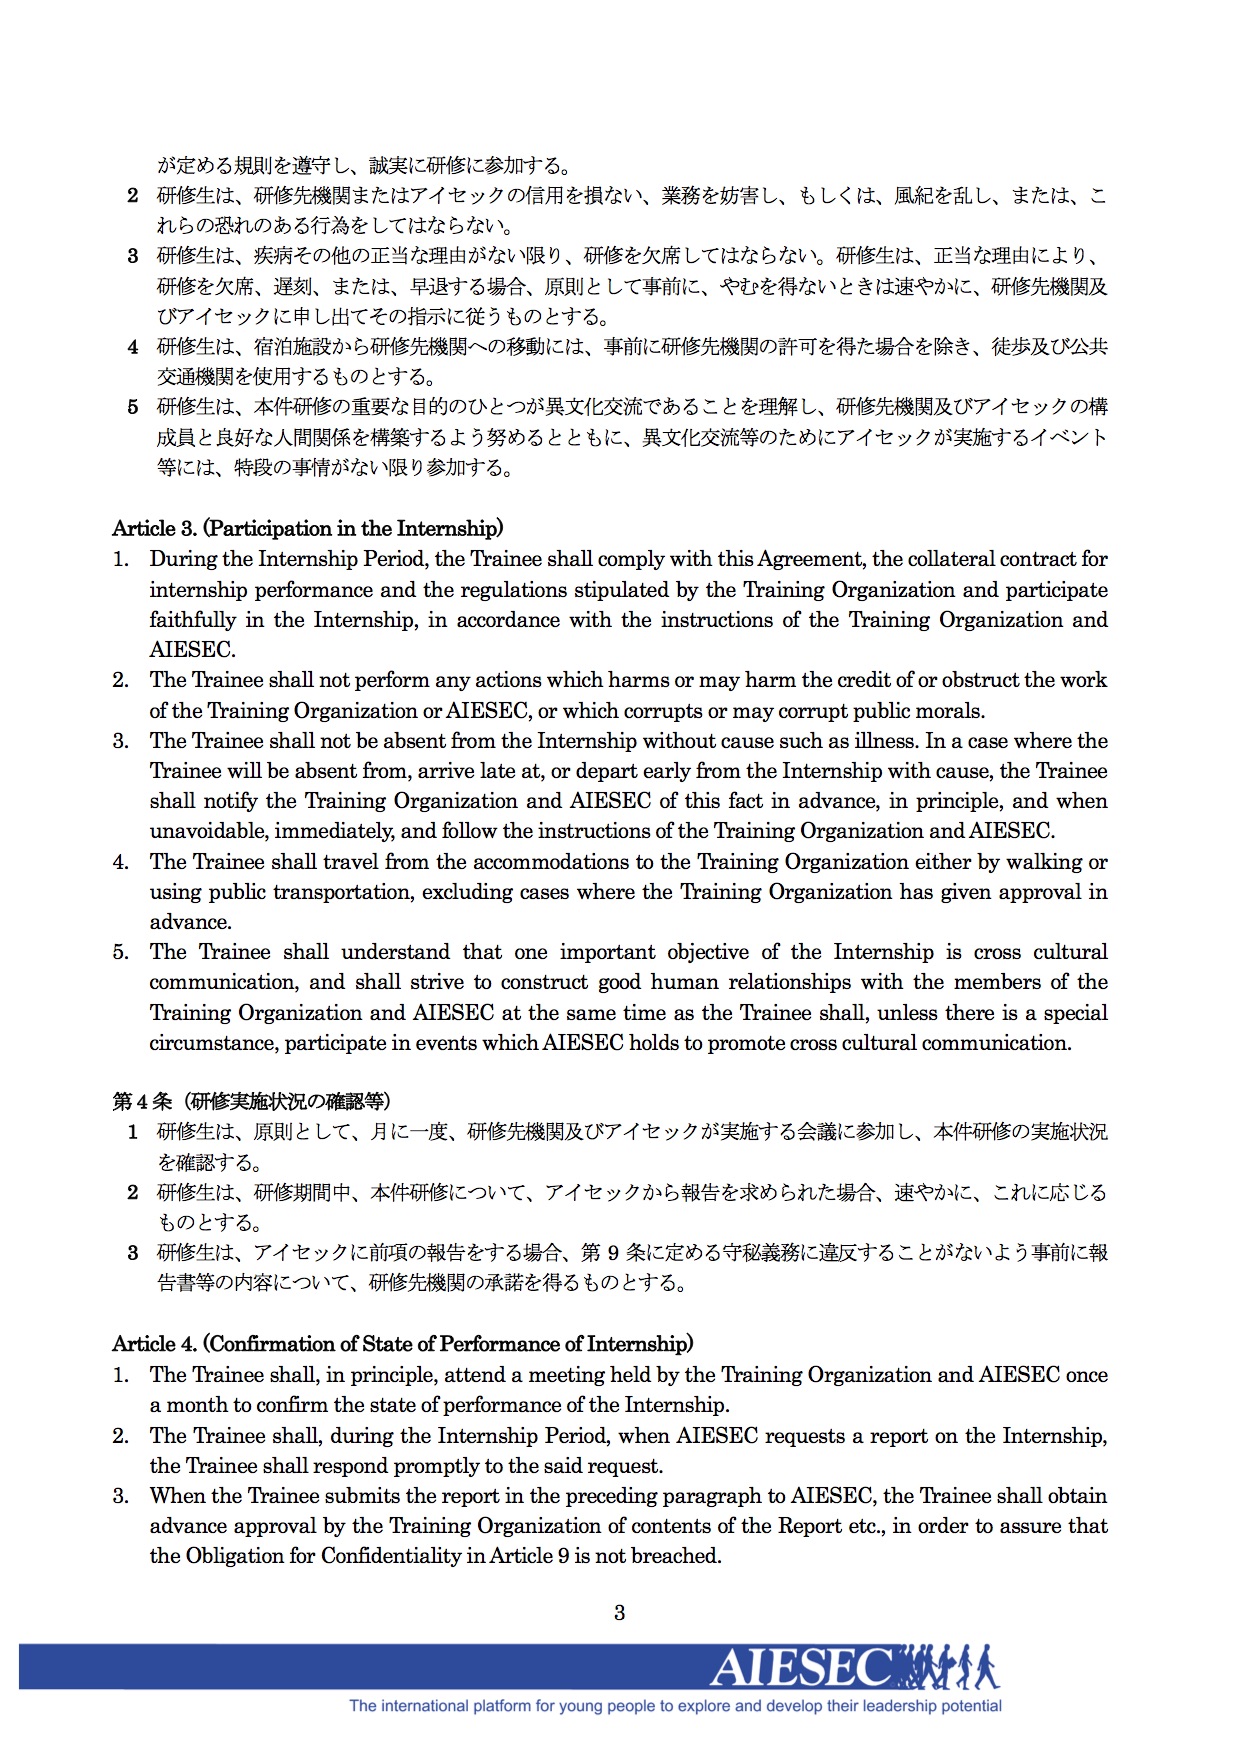 が定める規則を遵守し、誠実に研修に参加する。
2 研修生は、研修先機関またはアイセックの信用を損ない、業務を妨害し、もしくは、風紀を乱し、または、こ
れらの恐れのある行為をしてはならない。
3 研修生は、疾病その他の正当な理由がない限り、研修を欠席してはならない。研修生は、正当な理由により、
研修を欠席、遅刻、または、早退する場合、原則として事前に、やむを得ないときは速やかに、研修先機関及
びアイセックに申し出てその指示に従うものとする。
4 研修生は、宿泊施設から研修先機関への移動には、事前に研修先機関の許可を得た場合を除き、徒歩及び公共
交通機関を使用するものとする。
5 研修生は、本件研修の重要な目的のひとつが異文化交流であることを理解し、研修先機関及びアイセックの構
成員と良好な人間関係を構築するよう努めるとともに、異文化交流等のためにアイセックが実施するイベント
等には、特段の事情がない限り参加する。
Article 3. (Participation in the Internship)
1. During the Internship Period, the Trainee shall comply with this Agreement, the collateral contract for
internship performance and the regulations stipulated by the Training Organization and participate
faithfully in the Internship, in accordance with the instructions of the Training Organization and
AIESEC.
2. The Trainee shall not perform any actions which harms or may harm the credit of or obstruct the work
of the Training Organization or AIESEC, or which corrupts or may corrupt public morals.
3. The Trainee shall not be absent from the Internship without cause such as illness. In a case where the
Trainee will be absent from, arrive late at, or depart early from the Internship with cause, the Trainee
shall notify the Training Organization and AIESEC of this fact in advance, in principle, and when
unavoidable, immediately, and follow the instructions of the Training Organization and AIESEC.
4. The Trainee shall travel from the accommodations to the Training Organization either by walking or
using public transportation, excluding cases where the Training Organization has given approval in
advance.
5. The Trainee shall understand that one important objective of the Internship is cross cultural
communication, and shall strive to construct good human relationships with the members of the
Training Organization and AIESEC at the same time as the Trainee shall, unless there is a special
circumstance, participate in events which AIESEC holds to promote cross cultural communication.
第 4 条（研修実施状況の確認等）
1 研修生は、原則として、月に一度、研修先機関及びアイセックが実施する会議に参加し、本件研修の実施状況
を確認する。
2 研修生は、研修期間中、本件研修について、アイセックから報告を求められた場合、速やかに、これに応じる
ものとする。
3 研修生は、アイセックに前項の報告をする場合、第 9 条に定める守秘義務に違反することがないよう事前に報
告書等の内容について、研修先機関の承諾を得るものとする。
Article 4. (Confirmation of State of Performance of Internship)
1. The Trainee shall, in principle, attend a meeting held by the Training Organization and AIESEC once
a month to confirm the state of performance of the Internship.
2. The Trainee shall, during the Internship Period, when AIESEC requests a report on the Internship,
the Trainee shall respond promptly to the said request.
3. When the Trainee submits the report in the preceding paragraph to AIESEC, the Trainee shall obtain
advance approval by the Training Organization of contents of the Report etc., in order to assure that
the Obligation for Confidentiality in Article 9 is not breached.
3
AIESEC
The international platform for young people to explore and develop their leadership potential